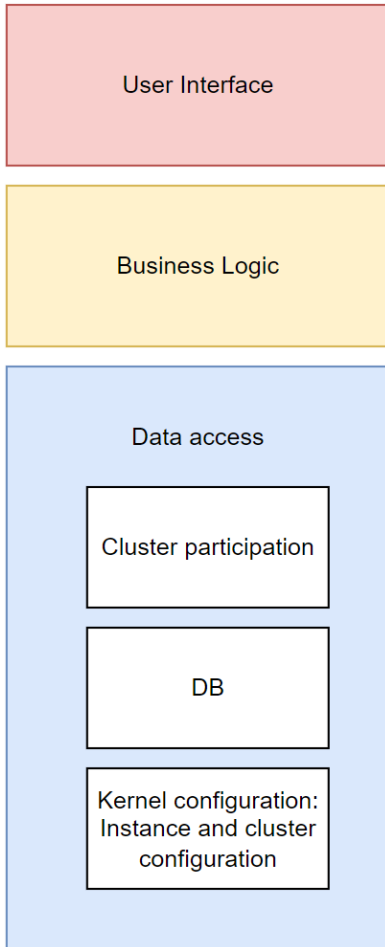 User Interface
Business Logic
Data access
Cluster participation
DB
Kernel configuration:
Instance and cluster
configuration